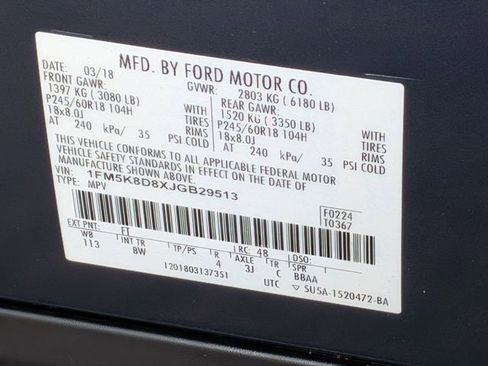 MFD. BY FORD MOTOR CO.
DATE: 03/18 GVWR: 2803 KG ( 6180 LB)
FRONT GAWR: REAR GAWR:
1397 KG ( 3080 LB) 1520 KG ( 3350 LB)
P245/60R18 104H TIRES P245/60R18 104H TIRES
18x8.0J RIMS 18x8.0J RIMS
AT 240 kPa/ 35 PSI COLD AT 240 kPa/ 35 PSI COLD
THIS VEHICLE CONFORMS TO ALL APPLICABLE FEDERAL MOTOR
VEHICLE SAFETY STANDARDS IN EFFECT ON THE DATE OF MANUFACTURE
SHOWN ABOVE.
VIN: 1FM5K8D8XJGB29513
TYPE: MPV
F0224
T0367
EXT PNT: FT RC: 48 DSO:
WB BRK INT TR TP/PS R AXLE TR SPR
113 BW 4 3J C BBAA
1201803137351 UTC ▽ SU5A-1520472-BA